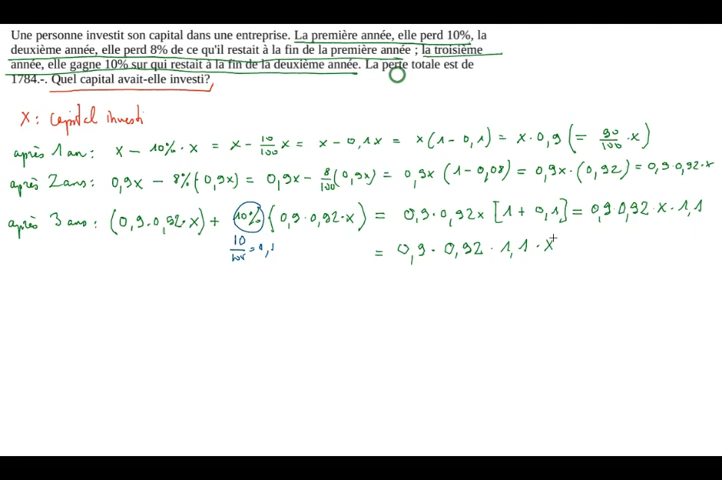 Une personne investit son capital dans une entreprise. La première année, elle perd 10%, la
deuxième année, elle perd 8% de ce qu'il restait à la fin de la première année ; la troisième
année, elle gagne 10% sur qui restait à la fin de la deuxième année. La perte totale est de
1784.-. Quel capital avait-elle investi?
X : capital investi
après 1 an : x - 10% · x = x - 10/100 x = x - 0,1x = x(1 - 0,1) = x · 0,9 (= 90/100 · x)
après 2 ans : 0,9x - 8% (0,9x) = 0,9x - 8/100 (0,9x) = 0,9x (1 - 0,08) = 0,9x · (0,92) = 0,9 · 0,92 · x
après 3 ans : (0,9 · 0,92 · x) + 10% (0,9 · 0,92 · x) = 0,9 · 0,92x [1 + 0,1] = 0,9 0,92 · x · 1,1
10/100 = 0,1
= 0,9 · 0,92 · 1,1 · x